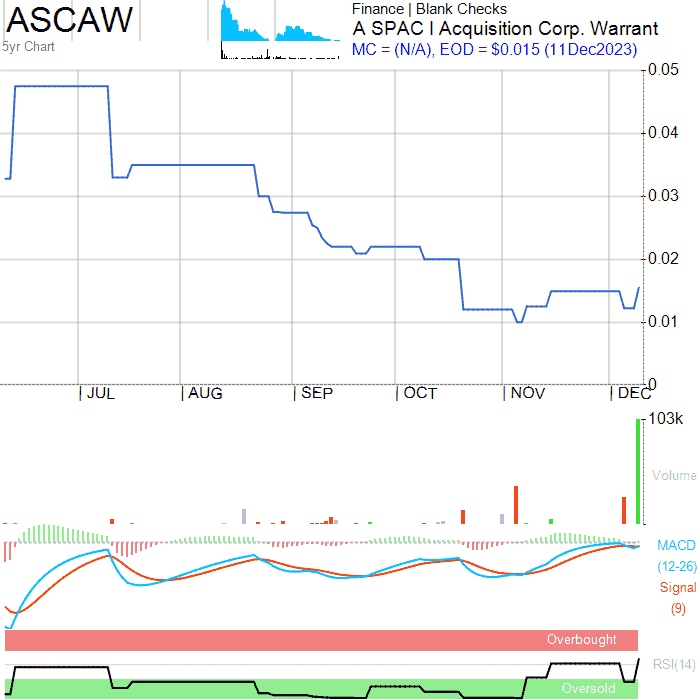 ASCAW
5yr Chart
Finance | Blank Checks
A SPAC I Acquisition Corp. Warrant
MC = (N/A), EOD = $0.015 (11Dec2023)
0.05
0.04
0.03
0.02
0.01
0
| JUL | AUG | SEP | OCT | NOV | DEC
103k
Volume
MACD
(12-26)
Signal
(9)
Overbought
RSI(14)
Oversold